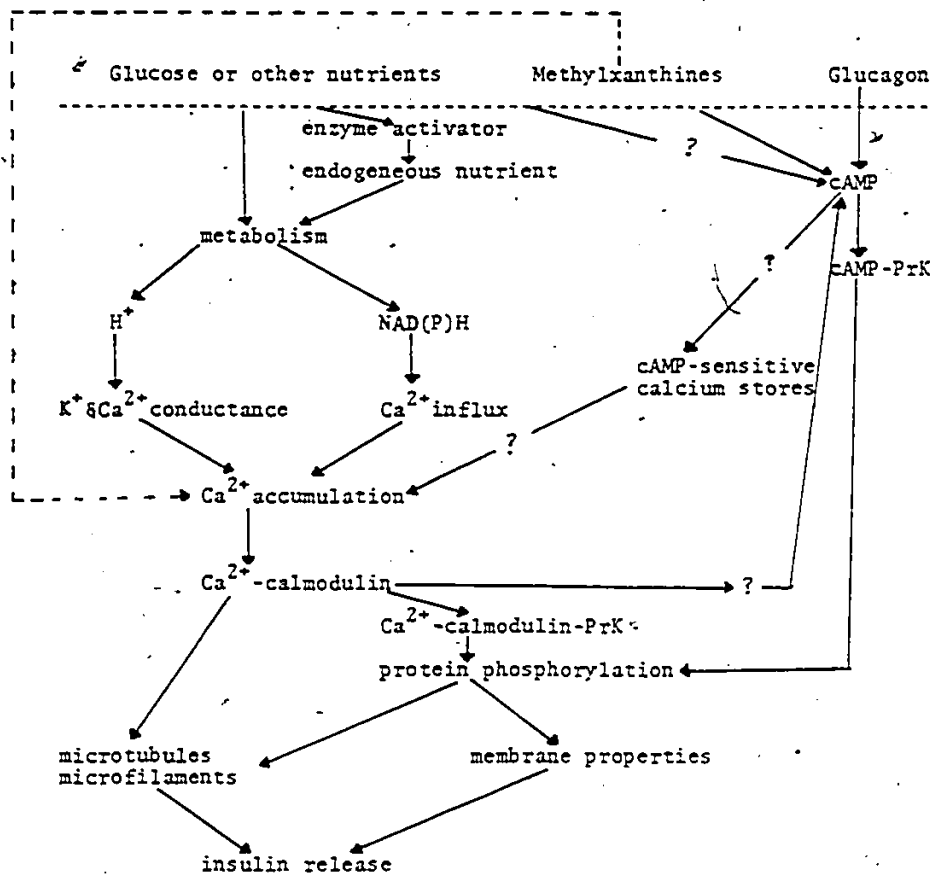 Glucose or other nutrients Methylxanthines Glucagon
enzyme activator
?
endogeneous nutrient
cAMP
metabolism
?
cAMP-PrK
H+
NAD(P)H
cAMP-sensitive
calcium stores
K+ &Ca2+ conductance
Ca2+ influx
?
Ca2+ accumulation
Ca2+-calmodulin
?
Ca2+-calmodulin-PrK
protein phosphorylation
microtubules
microfilaments
membrane properties
insulin release